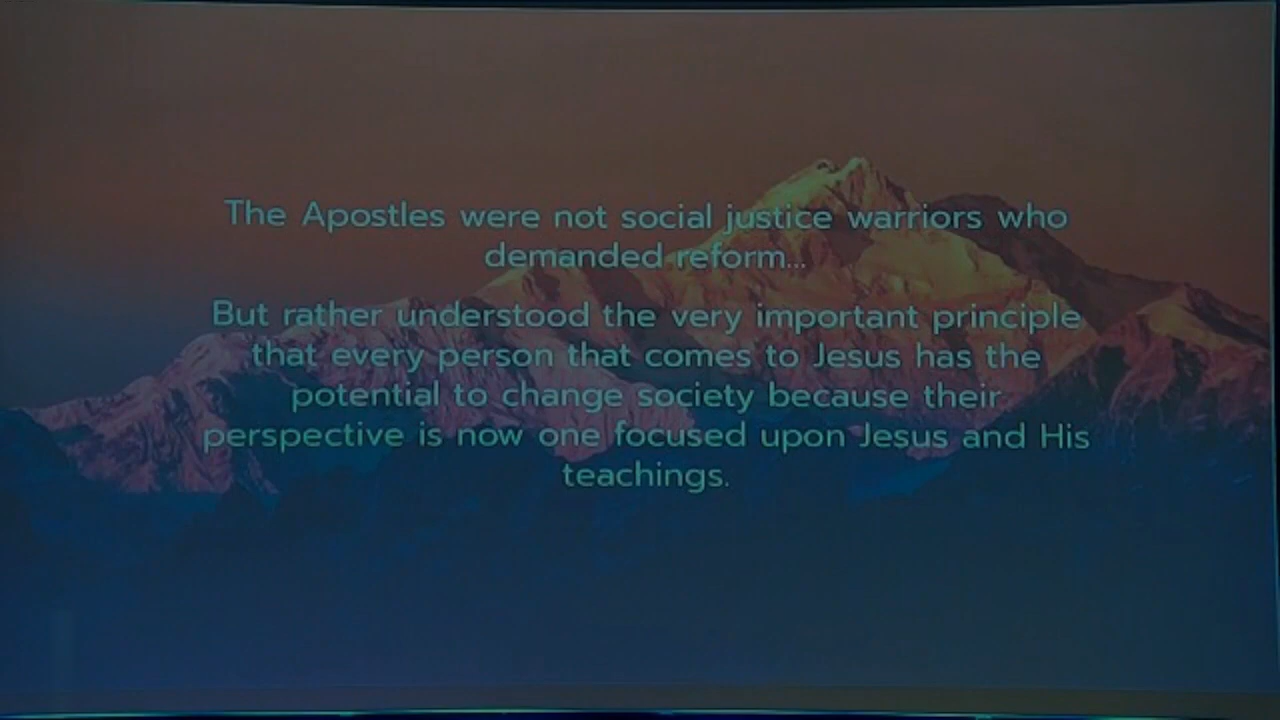 The Apostles were not social justice warriors who
demanded reform...
But rather understood the very important principle
that every person that comes to Jesus has the
potential to change society because their
perspective is now one focused upon Jesus and His
teachings.